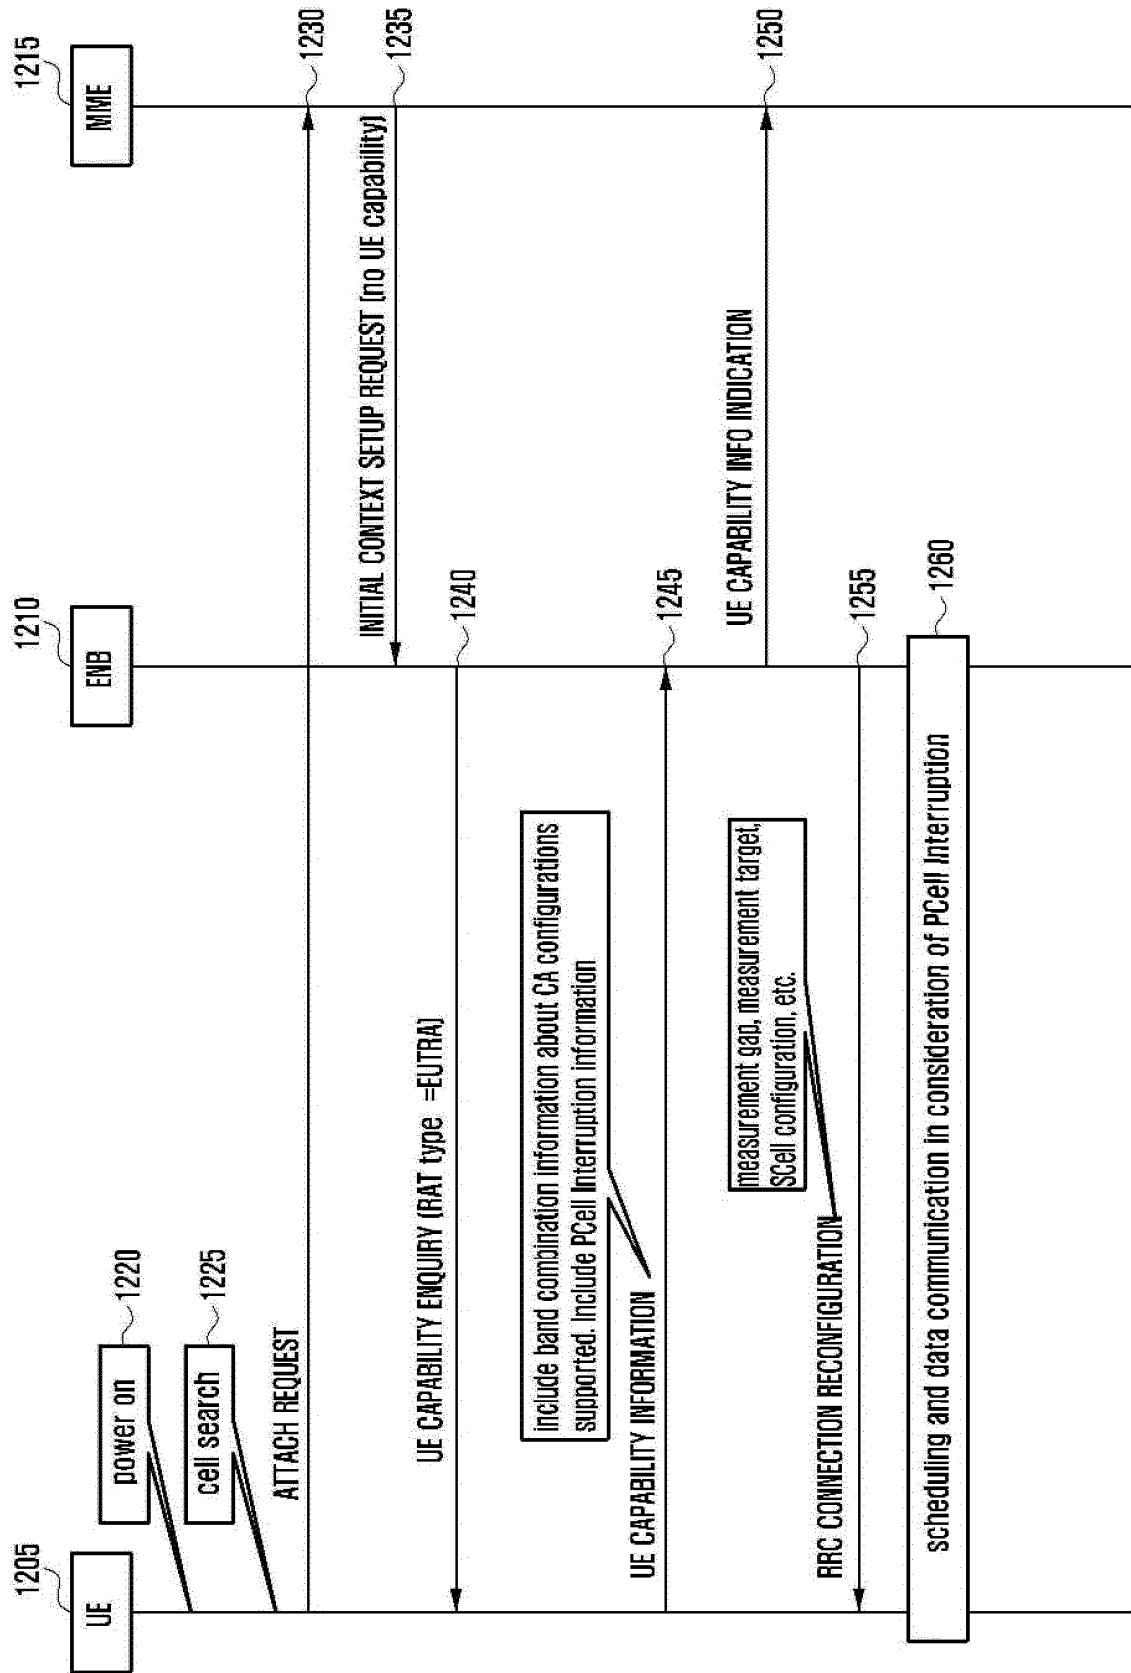 1205
UE
1210
ENB
1215
MME
power on
1220
cell search
1225
ATTACH REQUEST
1230
INITIAL CONTEXT SETUP REQUEST (no UE capability)
1235
UE CAPABILITY ENQUIRY (RAT type =EUTRA)
1240
include band combination information about CA configurations
supported. Include PCell Interruption information
UE CAPABILITY INFORMATION
1245
UE CAPABILITY INFO INDICATION
1250
measurement gap, measurement target,
SCell configuration, etc.
RRC CONNECTION RECONFIGURATION
1255
scheduling and data communication in consideration of PCell Interruption
1260